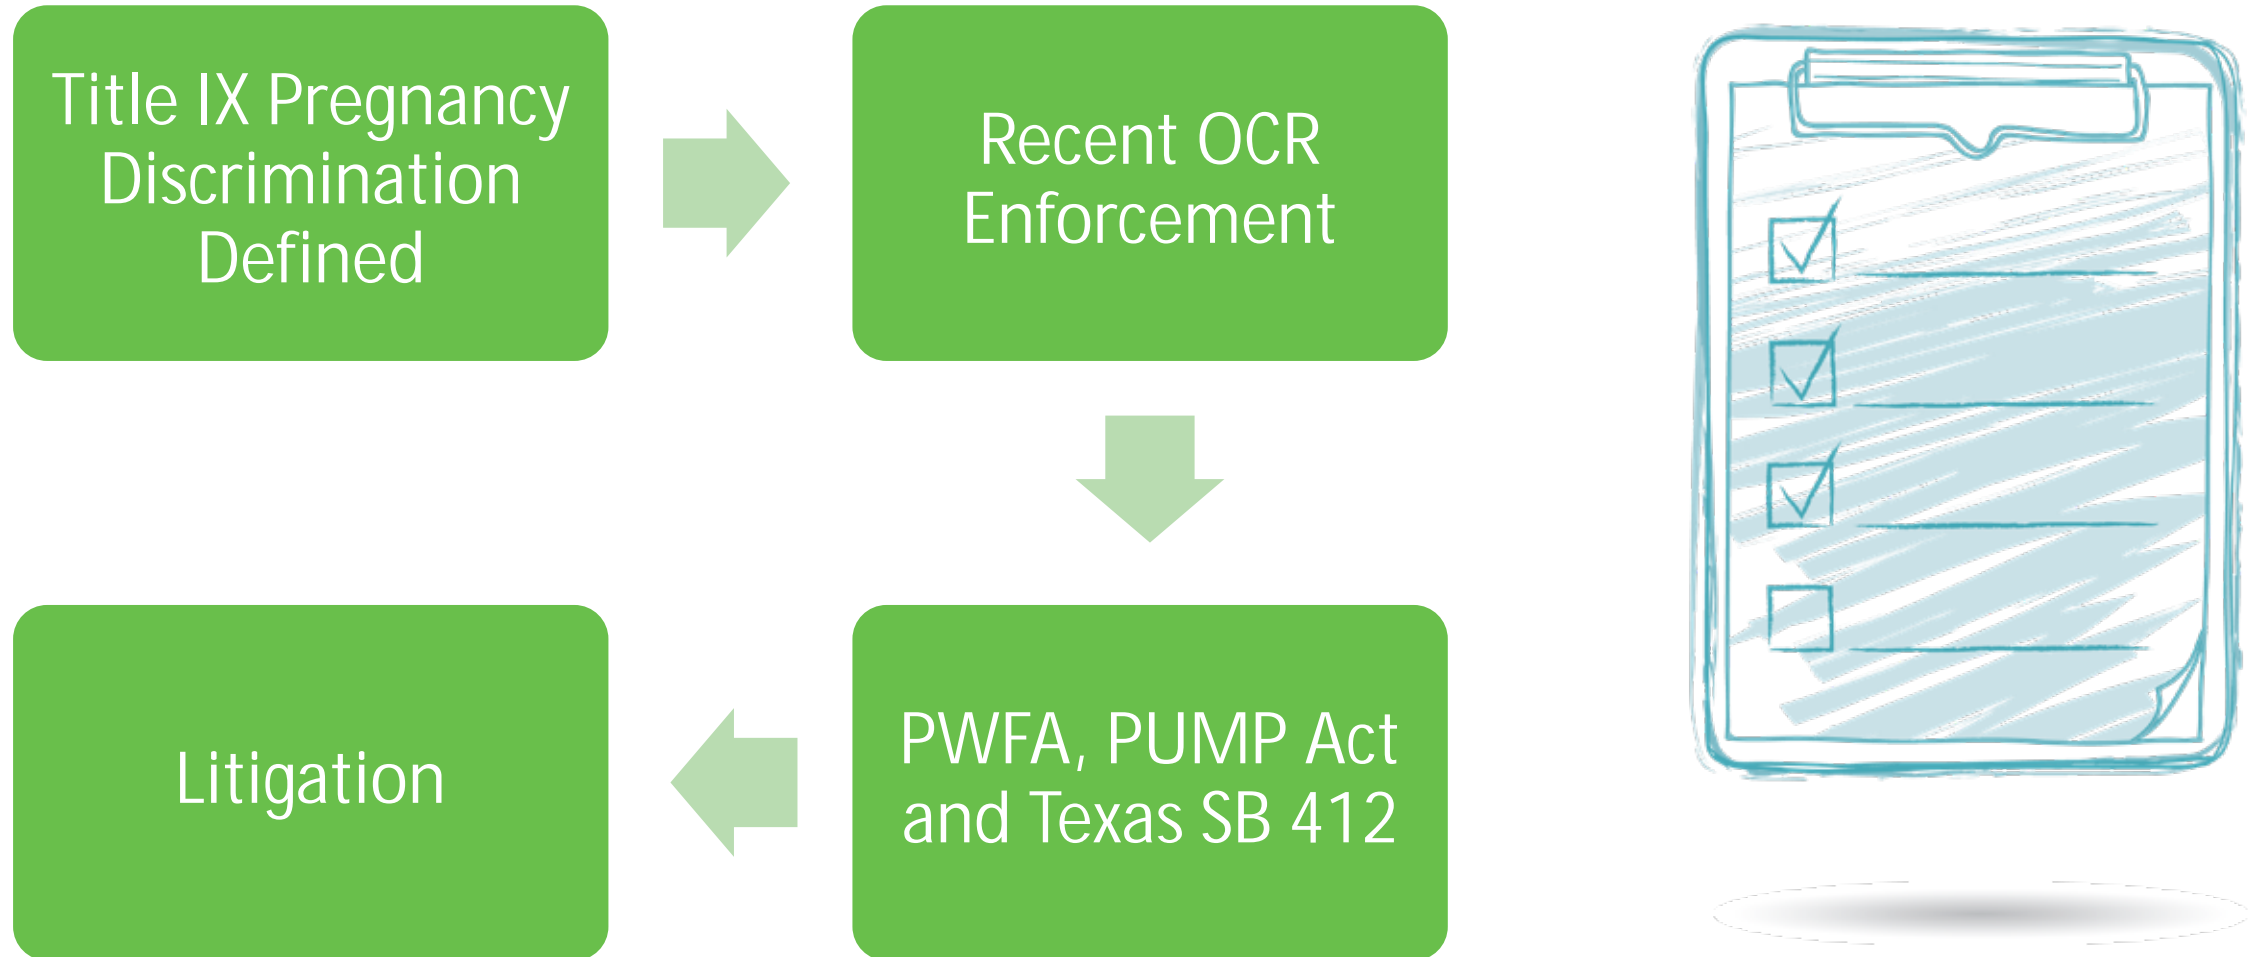 Title IX Pregnancy
Discrimination
Defined
Recent OCR
Enforcement
PWFA, PUMP Act
and Texas SB 412
Litigation